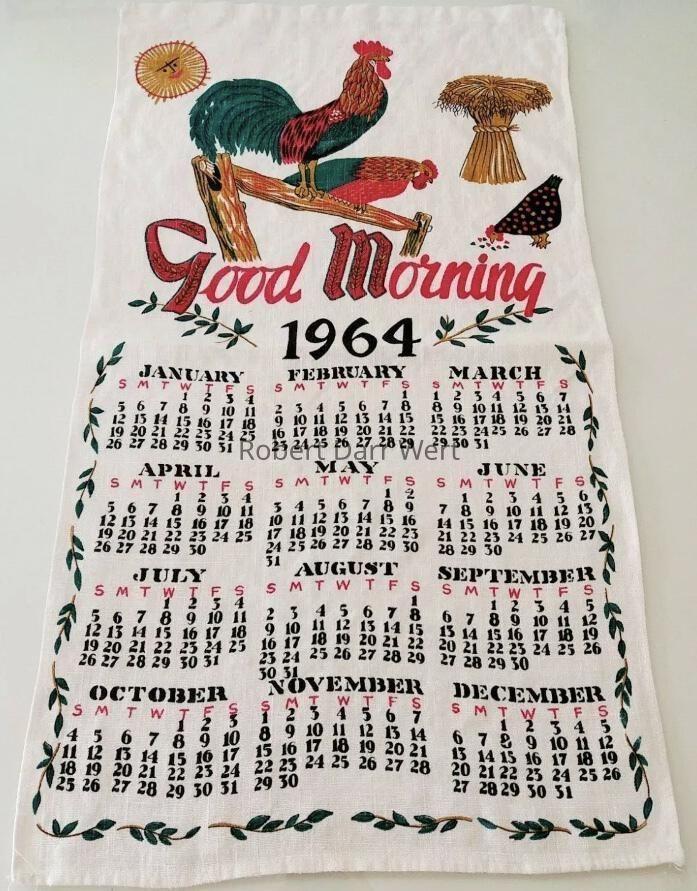 Good Morning
1964
JANUARY
S M T W T F S
1 2 3 4
5 6 7 8 9 10 11
12 13 14 15 16 17 18
19 20 21 22 23 24 25
26 27 28 29 30 31
FEBRUARY
S M T W T F S
1
2 3 4 5 6 7 8
9 10 11 12 13 14 15
16 17 18 19 20 21 22
23 24 25 26 27 28 29
MARCH
S M T W T F S
1 2 3 4 5 6 7
8 9 10 11 12 13 14
15 16 17 18 19 20 21
22 23 24 25 26 27 28
29 30 31
Robert Darr Wert
APRIL
S M T W T F S
1 2 3 4
5 6 7 8 9 10 11
12 13 14 15 16 17 18
19 20 21 22 23 24 25
26 27 28 29 30
MAY
S M T W T F S
1 2
3 4 5 6 7 8 9
10 11 12 13 14 15 16
17 18 19 20 21 22 23
24 25 26 27 28 29 30
31
JUNE
S M T W T F S
1 2 3 4 5 6
7 8 9 10 11 12 13
14 15 16 17 18 19 20
21 22 23 24 25 26 27
28 29 30
JULY
S M T W T F S
1 2 3 4
5 6 7 8 9 10 11
12 13 14 15 16 17 18
19 20 21 22 23 24 25
26 27 28 29 30 31
AUGUST
S M T W T F S
1
2 3 4 5 6 7 8
9 10 11 12 13 14 15
16 17 18 19 20 21 22
23 24 25 26 27 28 29
30 31
SEPTEMBER
S M T W T F S
1 2 3 4 5
6 7 8 9 10 11 12
13 14 15 16 17 18 19
20 21 22 23 24 25 26
27 28 29 30
OCTOBER
S M T W T F S
1 2 3
4 5 6 7 8 9 10
11 12 13 14 15 16 17
18 19 20 21 22 23 24
25 26 27 28 29 30 31
NOVEMBER
S M T W T F S
1 2 3 4 5 6 7
8 9 10 11 12 13 14
15 16 17 18 19 20 21
22 23 24 25 26 27 28
29 30
DECEMBER
S M T W T F S
1 2 3 4 5
6 7 8 9 10 11 12
13 14 15 16 17 18 19
20 21 22 23 24 25 26
27 28 29 30 31